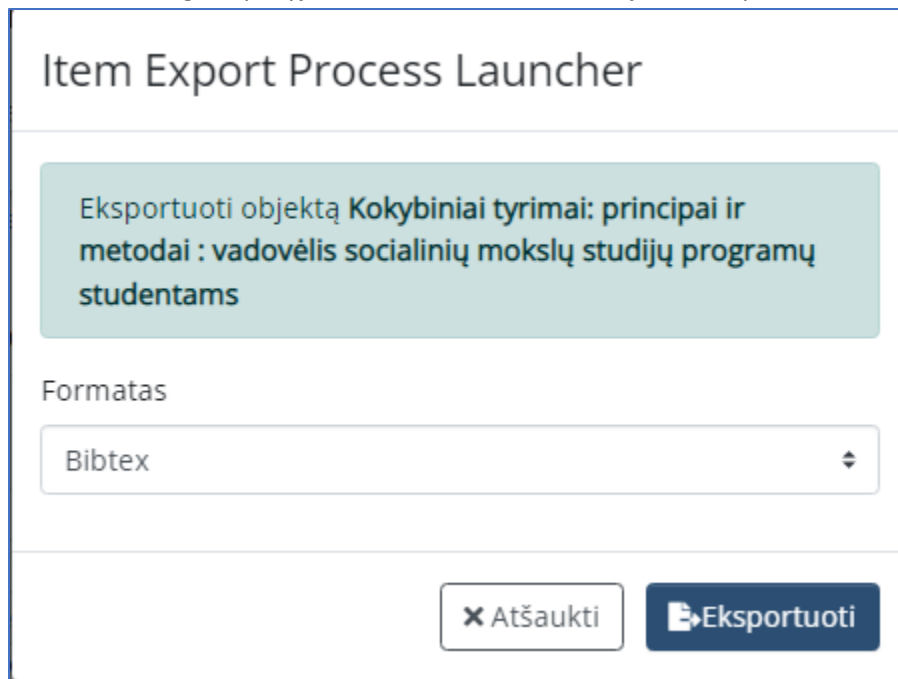 Item Export Process Launcher
Eksportuoti objektą Kokybiniai tyrimai: principai ir
metodai : vadovėlis socialinių mokslų studijų programų
studentams
Formatas
Bibtex
Atšaukti
Eksportuoti